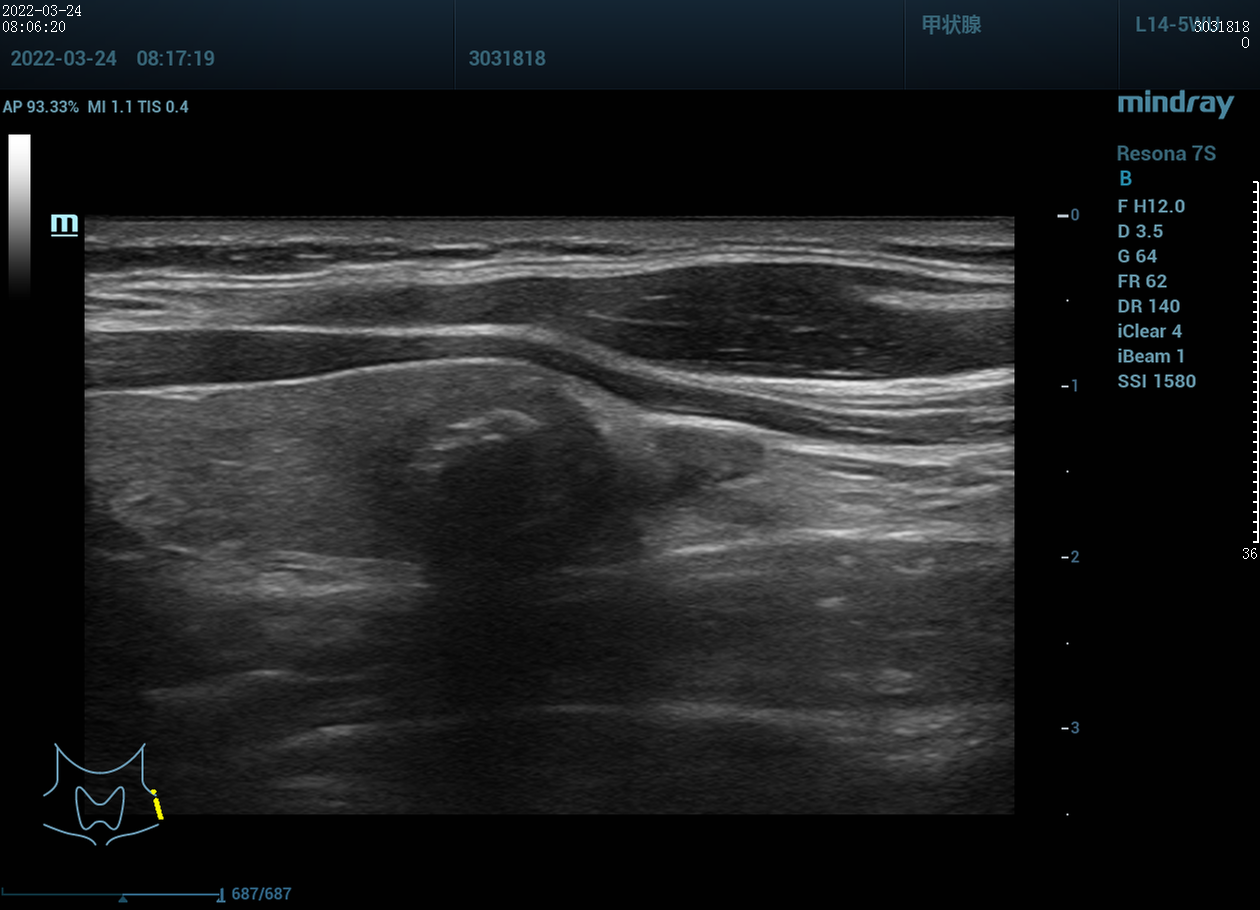 2022-03-24
08:06:20
甲状腺
L14-5W
3031818
0
2022-03-24 08:17:19
3031818
AP 93.33% MI 1.1 TIS 0.4
mindray
Resona 7S
B
F H12.0
D 3.5
G 64
FR 62
DR 140
iClear 4
iBeam 1
SSI 1580
m
0
1
2
3
36
687/687